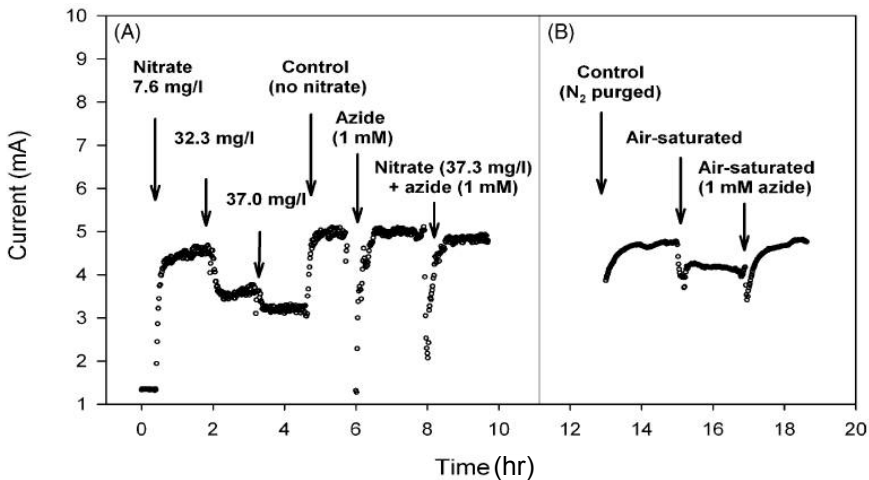 (A)
(B)
Nitrate
7.6 mg/l
32.3 mg/l
37.0 mg/l
Control
(no nitrate)
Azide
(1 mM)
Nitrate (37.3 mg/l)
+ azide (1 mM)
Control
(N₂ purged)
Air-saturated
Air-saturated
(1 mM azide)
Current (mA)
10
9
8
7
6
5
4
3
2
1
0
2
4
6
8
10
12
14
16
18
20
Time (hr)